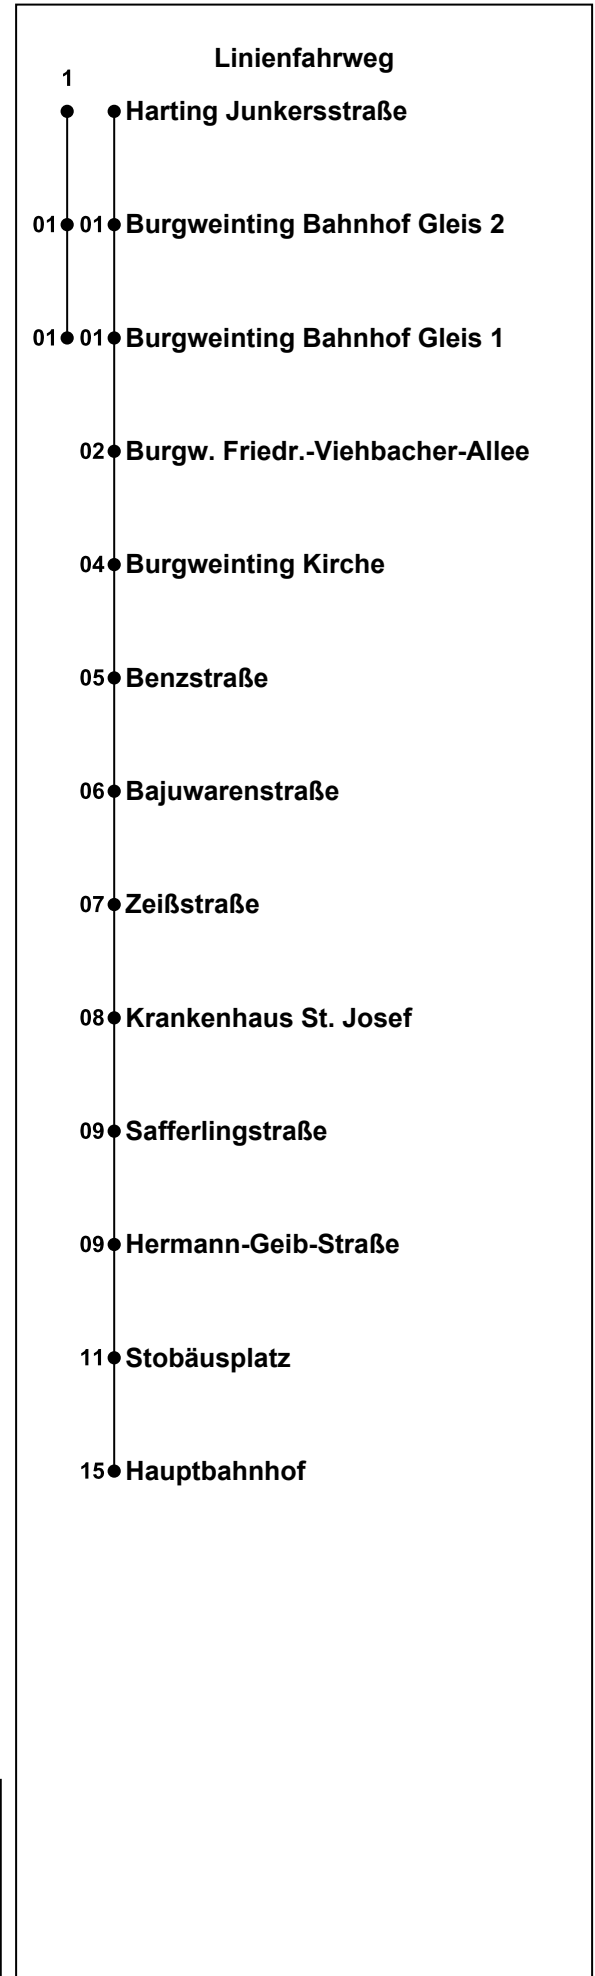 Linienfahrweg
1
Harting Junkersstraße
01 01 Burgweinting Bahnhof Gleis 2
01 01 Burgweinting Bahnhof Gleis 1
02 Burgw. Friedr.-Viehbacher-Allee
04 Burgweinting Kirche
05 Benzstraße
06 Bajuwarenstraße
07 Zeißstraße
08 Krankenhaus St. Josef
09 Safferlingstraße
09 Hermann-Geib-Straße
11 Stobäusplatz
15 Hauptbahnhof